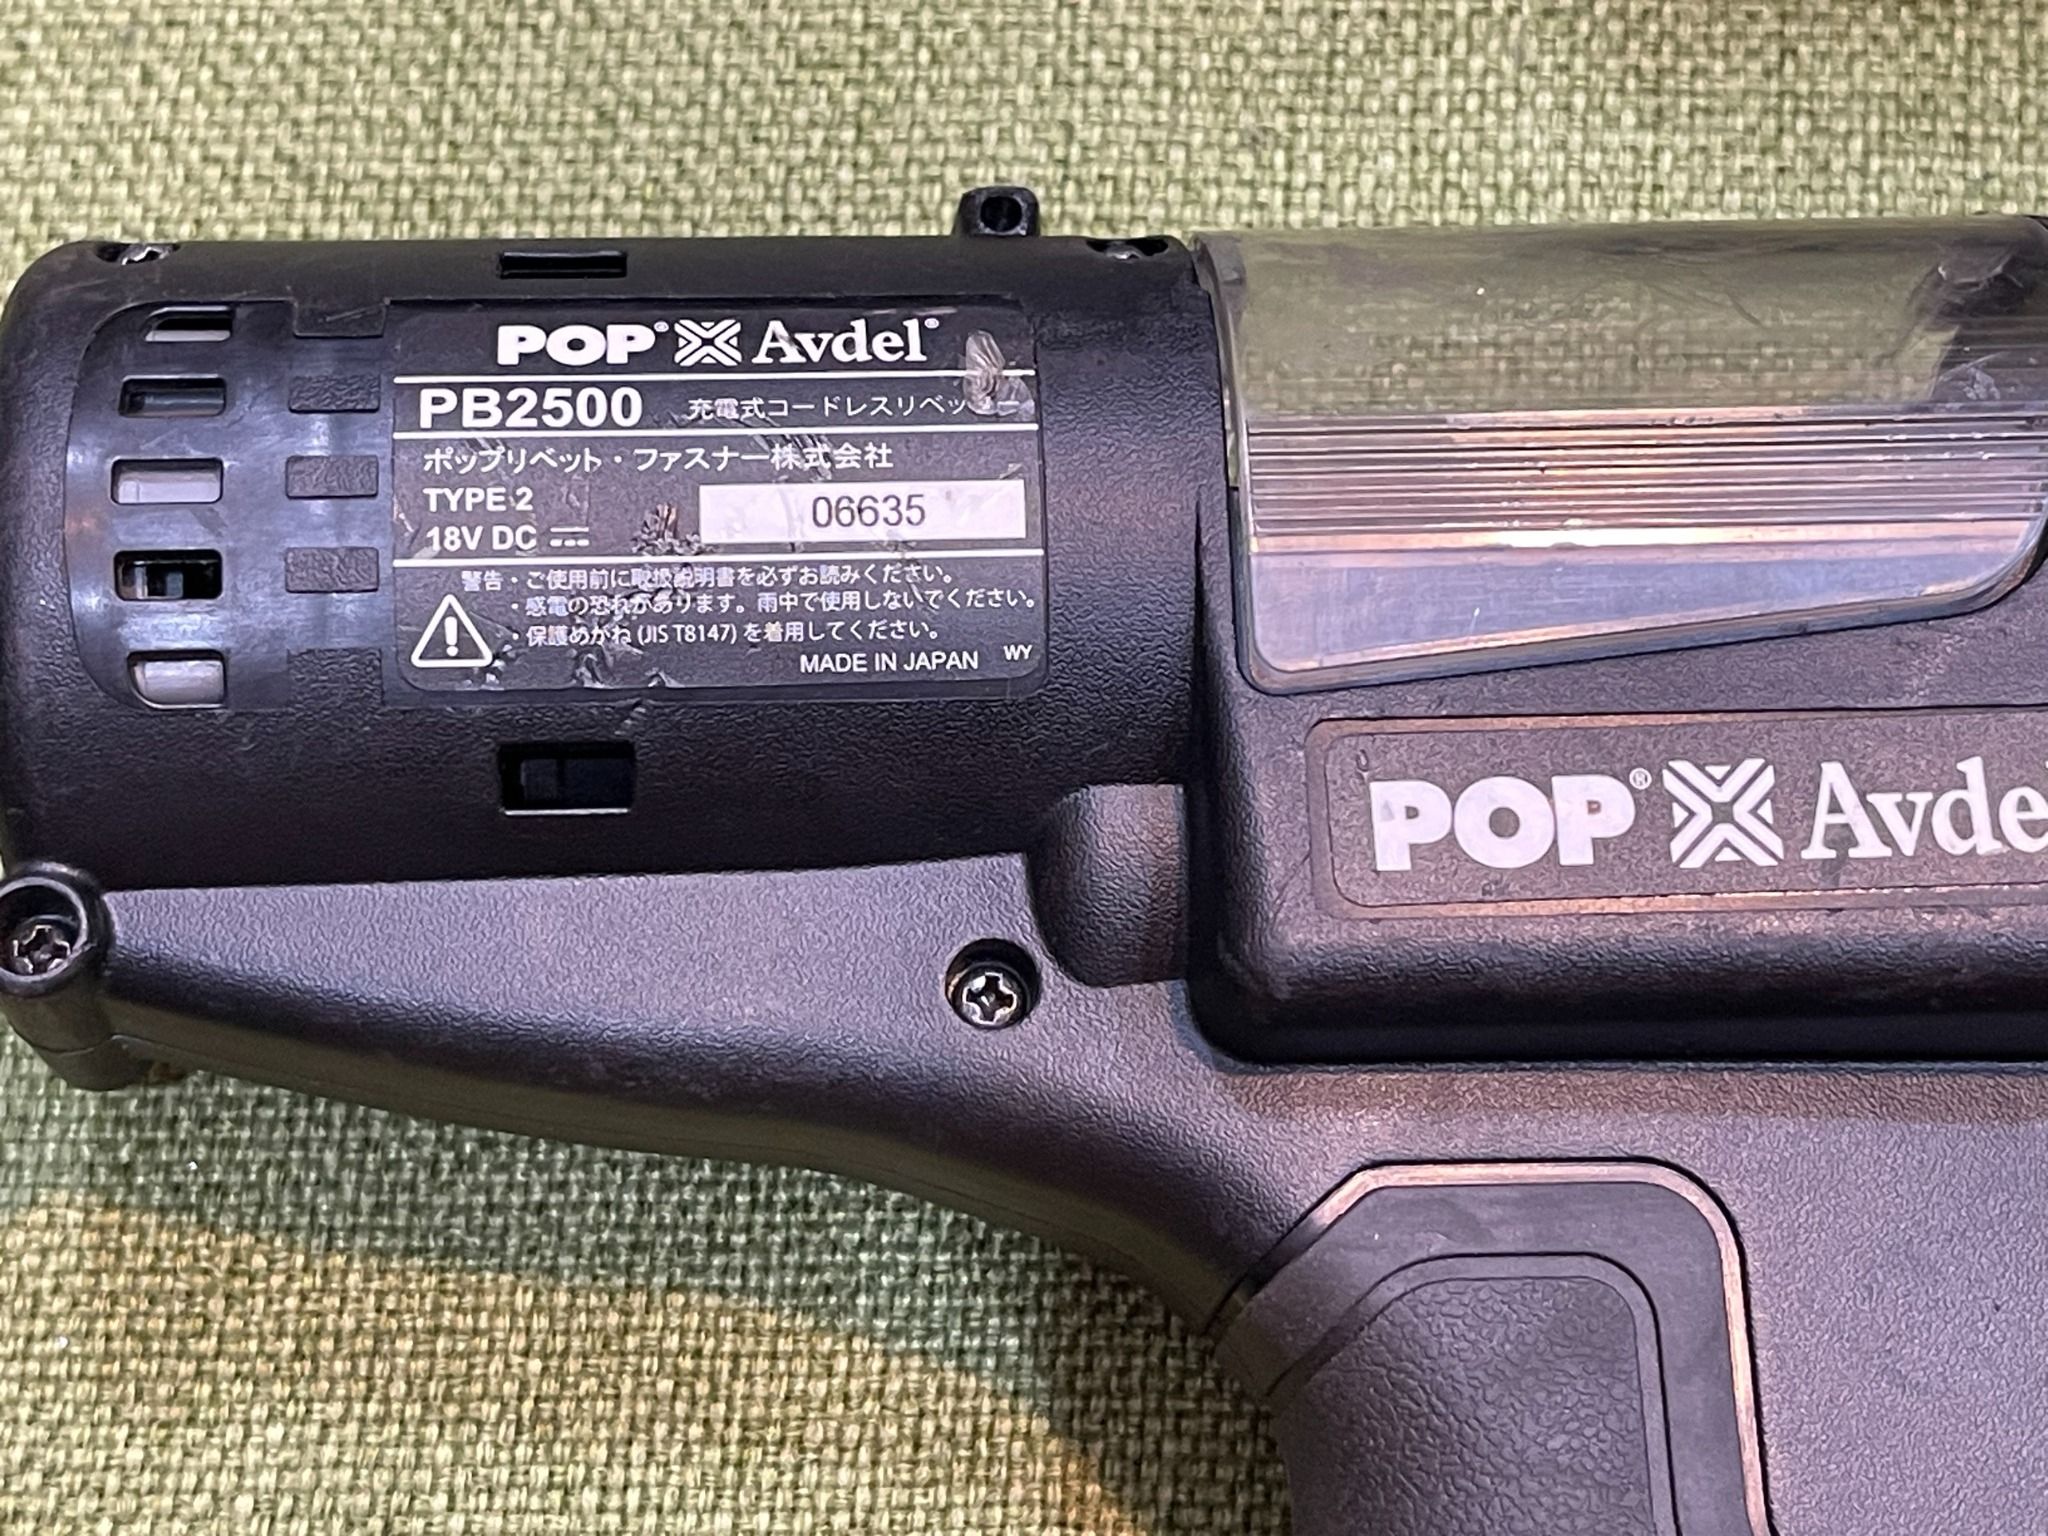 POP® Avdel®
PB2500 充電式コードレスリベッター
ポップリベット・ファスナー株式会社
TYPE 2
06635
18V DC
警告・ご使用前に取扱説明書を必ずお読みください。
・感電の恐れがあります。雨中で使用しないでください。
・保護めがね (JIS T8147) を着用してください。
MADE IN JAPAN WY
POP® Avde